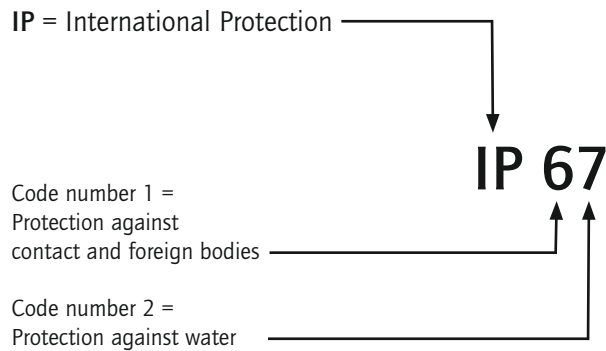 IP = International Protection
IP 67
Code number 1 =
Protection against
contact and foreign bodies
Code number 2 =
Protection against water